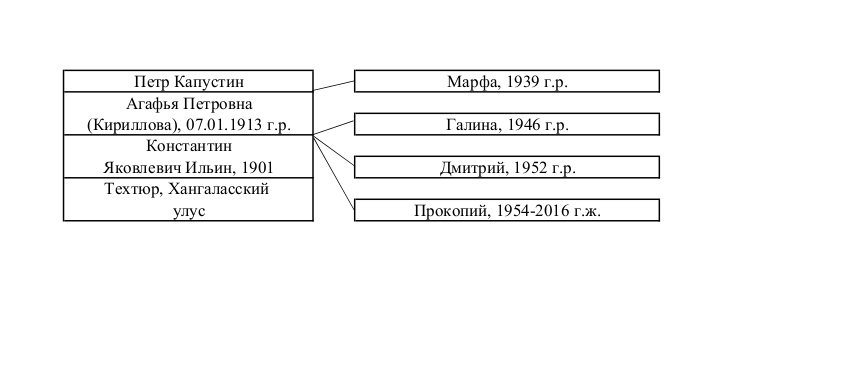 Петр Капустин
Агафья Петровна
(Кириллова), 07.01.1913 г.р.
Константин
Яковлевич Ильин, 1901
Техтюр, Хангаласский
улус
Марфа, 1939 г.р.
Галина, 1946 г.р.
Дмитрий, 1952 г.р.
Прокопий, 1954-2016 г.ж.